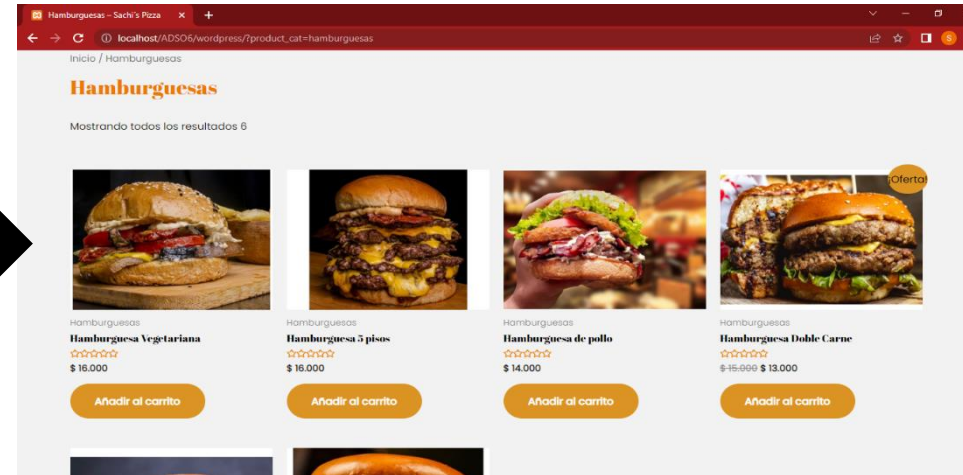 Hamburguesas – Sachi's Pizza
localhost/ADSO6/wordpress/?product_cat=hamburguesas
S
Inicio / Hamburguesas
Hamburguesas
Mostrando todos los resultados 6
¡Oferta!
Hamburguesas Hamburguesas Hamburguesas Hamburguesas
Hamburguesa Vegetariana Hamburguesa 5 pisos Hamburguesa de pollo Hamburguesa Doble Carne
$ 16.000 $ 16.000 $ 14.000 $ 15.000 $ 13.000
Añadir al carrito Añadir al carrito Añadir al carrito Añadir al carrito